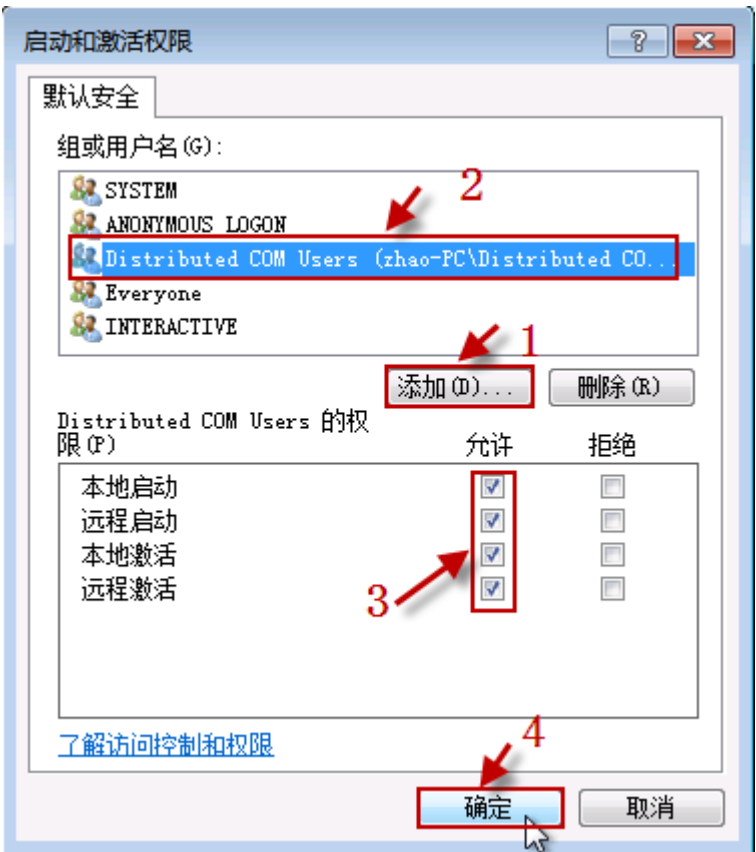 启动和激活权限
默认安全
组或用户名(G):
2
SYSTEM
ANONYMOUS LOGON
Distributed COM Users (zhao-PC\Distributed CO...
Everyone
INTERACTIVE
1
添加(D)... 删除(R)
Distributed COM Users 的权
限(P) 允许 拒绝
本地启动
远程启动
本地激活
远程激活
3
了解访问控制和权限
4
确定 取消